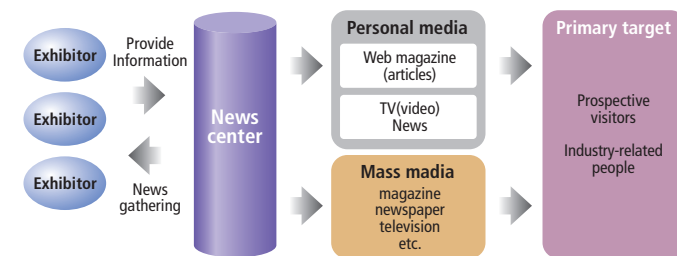 Exhibitor
Exhibitor
Exhibitor
Provide
Information
News
gathering
News
center
Personal media
Web magazine
(articles)
TV(video)
News
Mass madia
magazine
newspaper
television
etc.
Primary target
Prospective
visitors
Industry-related
people